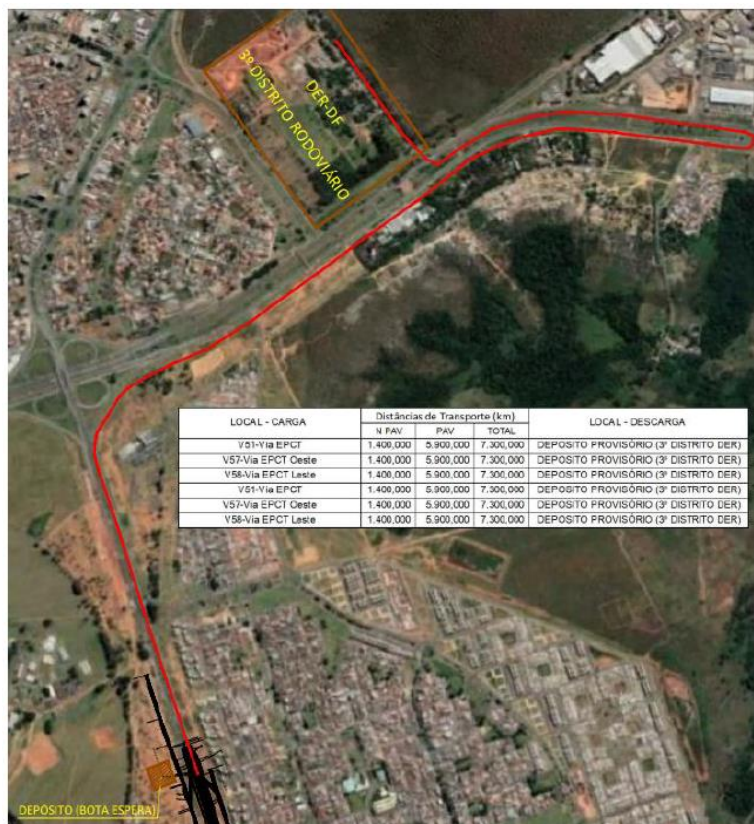 3º DISTRITO RODOVIÁRIO
DER-DF
LOCAL - CARGA Distâncias de Transporte (km) LOCAL - DESCARGA
N PAV PAV TOTAL
V51-Via EPCT 1.400,000 5.900,000 7.300,000 DEPOSITO PROVISÓRIO (3º DISTRITO DER)
V57-Via EPCT Oeste 1.400,000 5.900,000 7.300,000 DEPOSITO PROVISÓRIO (3º DISTRITO DER)
V58-Via EPCT Leste 1.400,000 5.900,000 7.300,000 DEPOSITO PROVISÓRIO (3º DISTRITO DER)
V51-Via EPCT 1.400,000 5.900,000 7.300,000 DEPOSITO PROVISÓRIO (3º DISTRITO DER)
V57-Via EPCT Oeste 1.400,000 5.900,000 7.300,000 DEPOSITO PROVISÓRIO (3º DISTRITO DER)
V58-Via EPCT Leste 1.400,000 5.900,000 7.300,000 DEPOSITO PROVISÓRIO (3º DISTRITO DER)
DEPÓSITO (BOTA ESPERA)